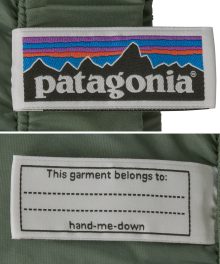 patagonia®
This garment belongs to:
hand-me-down